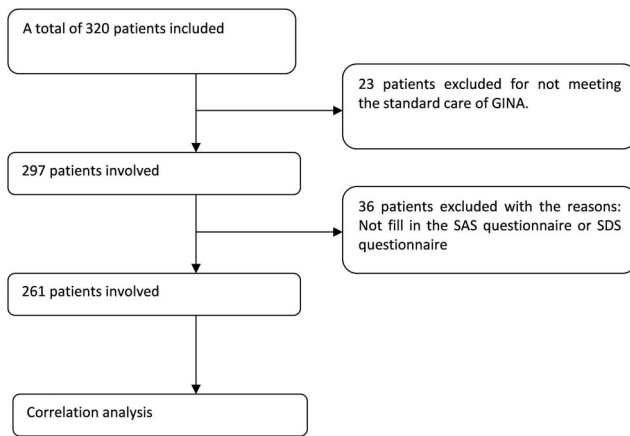 A total of 320 patients included
23 patients excluded for not meeting
the standard care of GINA.
297 patients involved
36 patients excluded with the reasons:
Not fill in the SAS questionnaire or SDS
questionnaire
261 patients involved
Correlation analysis